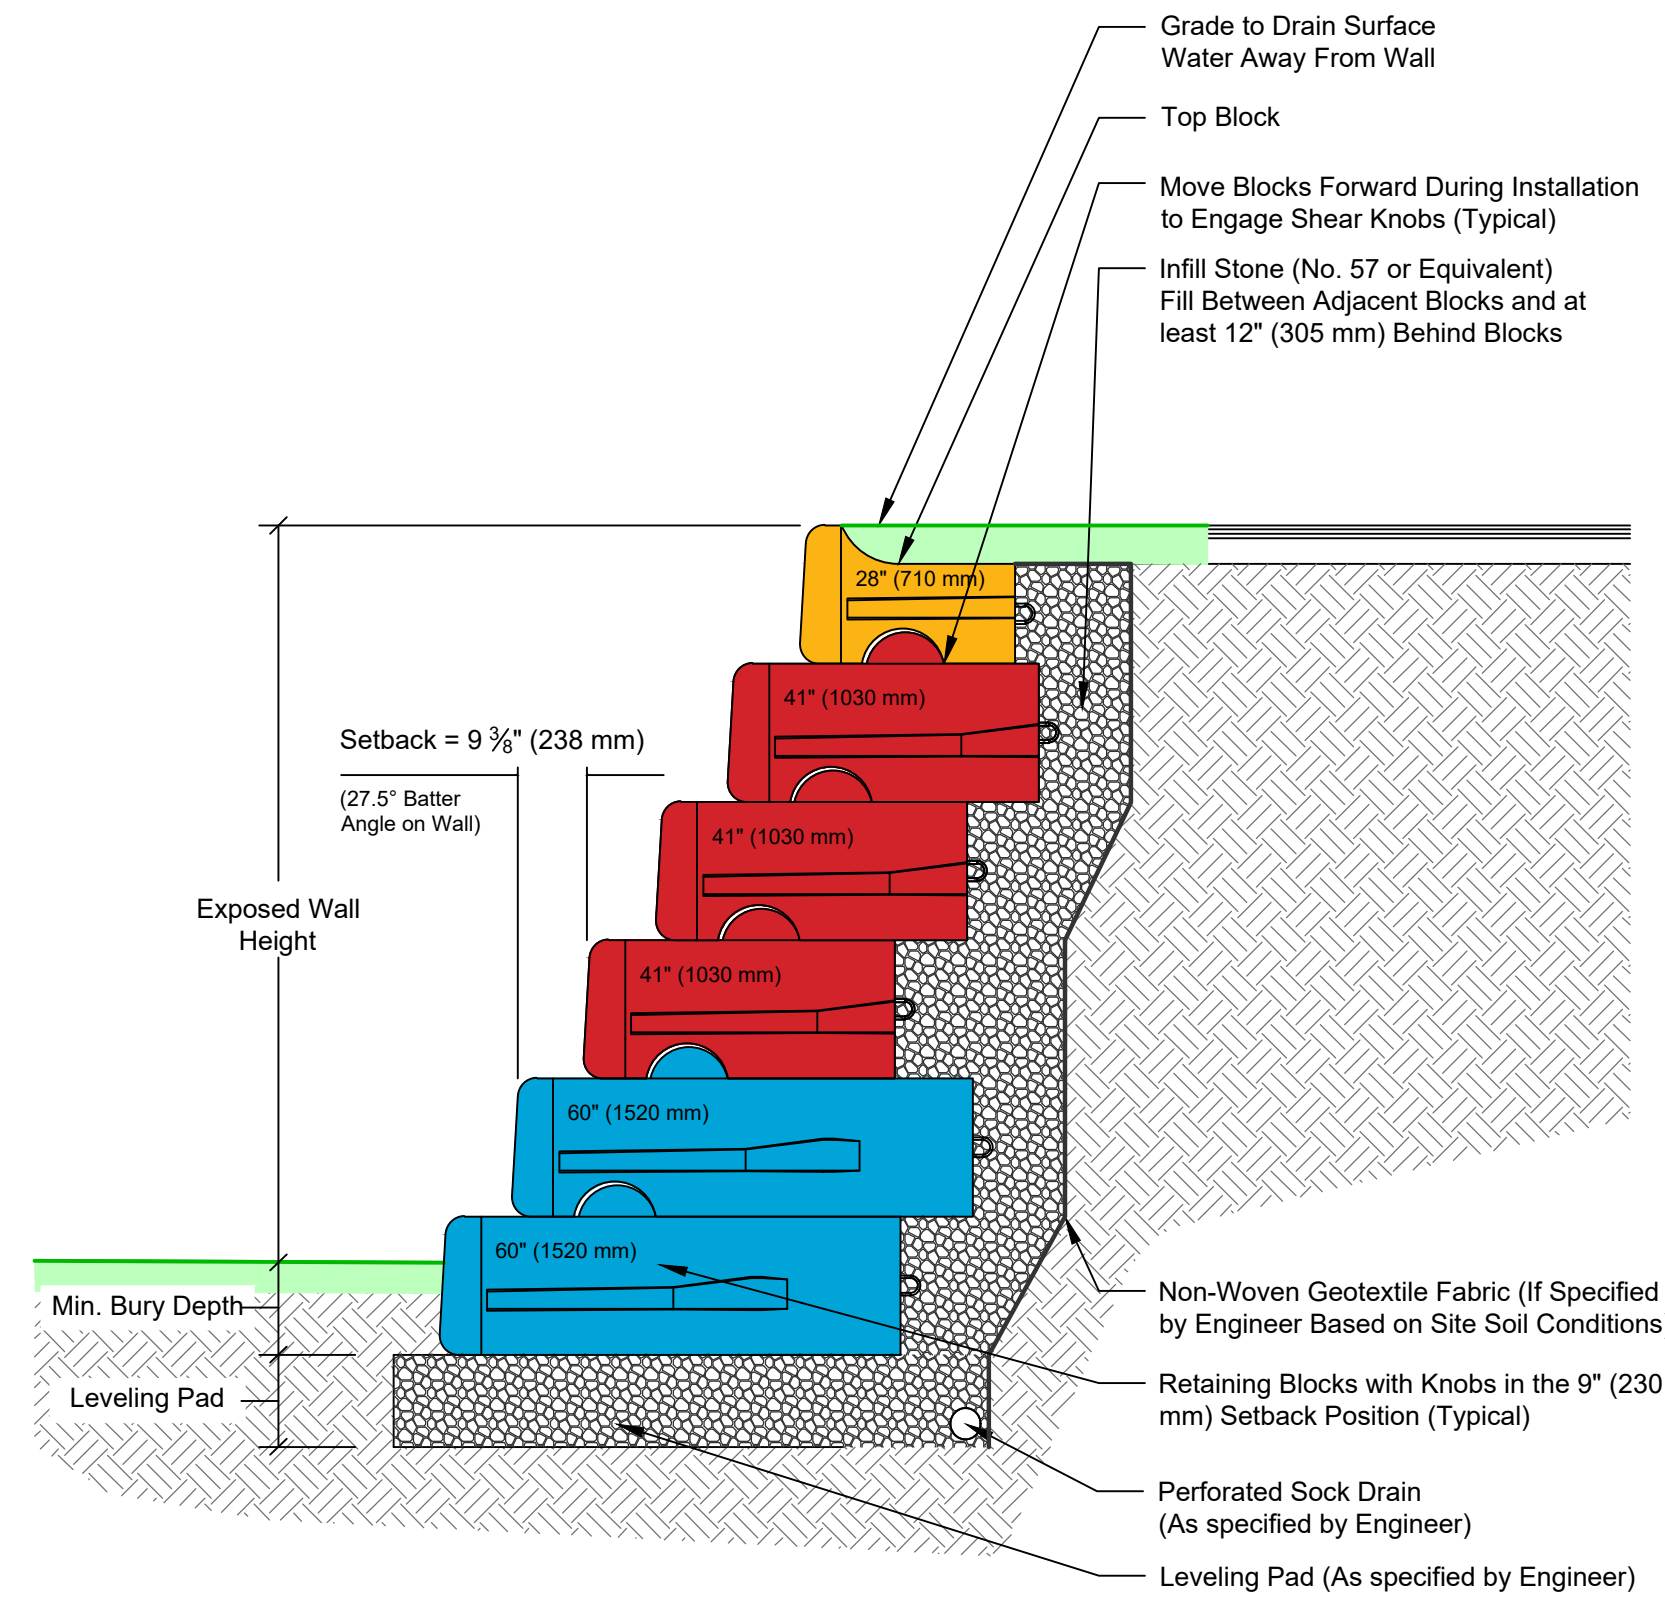 Grade to Drain Surface
Water Away From Wall
Top Block
Move Blocks Forward During Installation
to Engage Shear Knobs (Typical)
Infill Stone (No. 57 or Equivalent)
Fill Between Adjacent Blocks and at
least 12" (305 mm) Behind Blocks
28" (710 mm)
41" (1030 mm)
Setback = 9 ⅜" (238 mm)
(27.5° Batter
Angle on Wall)
41" (1030 mm)
Exposed Wall
Height
41" (1030 mm)
60" (1520 mm)
60" (1520 mm)
Min. Bury Depth
Leveling Pad
Non-Woven Geotextile Fabric (If Specified
by Engineer Based on Site Soil Conditions
Retaining Blocks with Knobs in the 9" (230
mm) Setback Position (Typical)
Perforated Sock Drain
(As specified by Engineer)
Leveling Pad (As specified by Engineer)